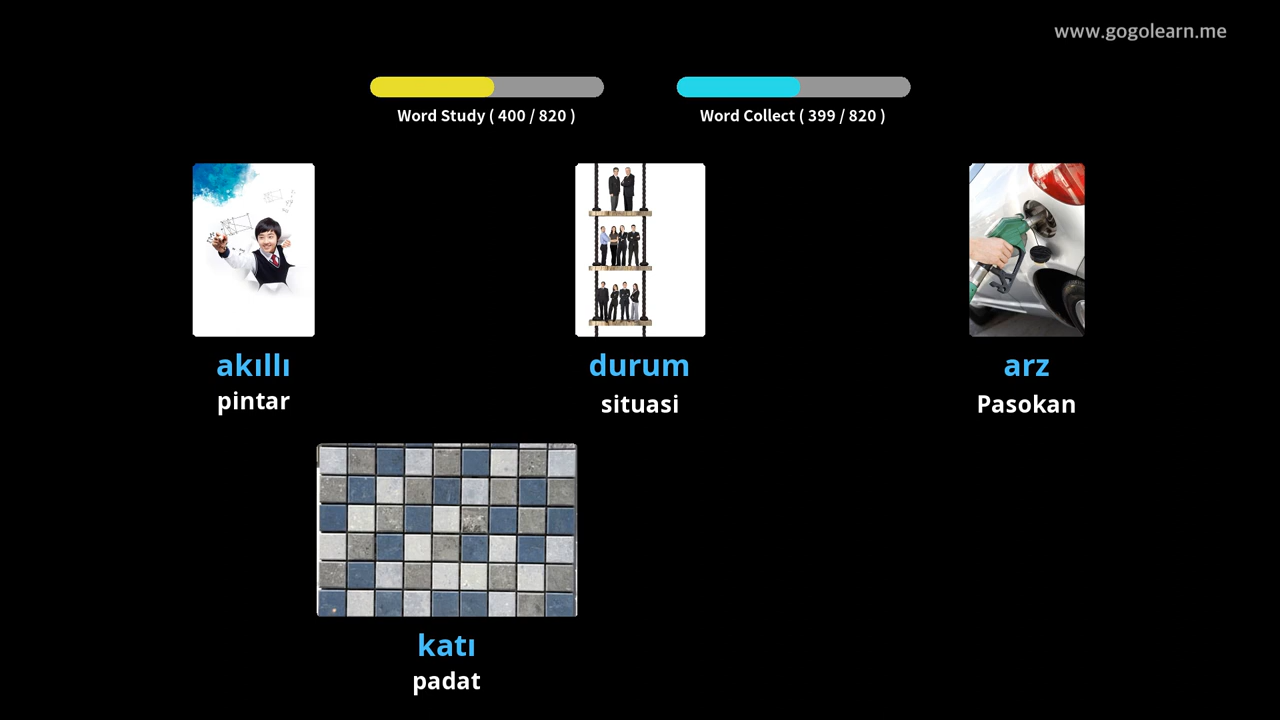 www.gogolearn.me
Word Study ( 400 / 820 )
Word Collect ( 399 / 820 )
akıllı
pintar
durum
situasi
arz
Pasokan
katı
padat